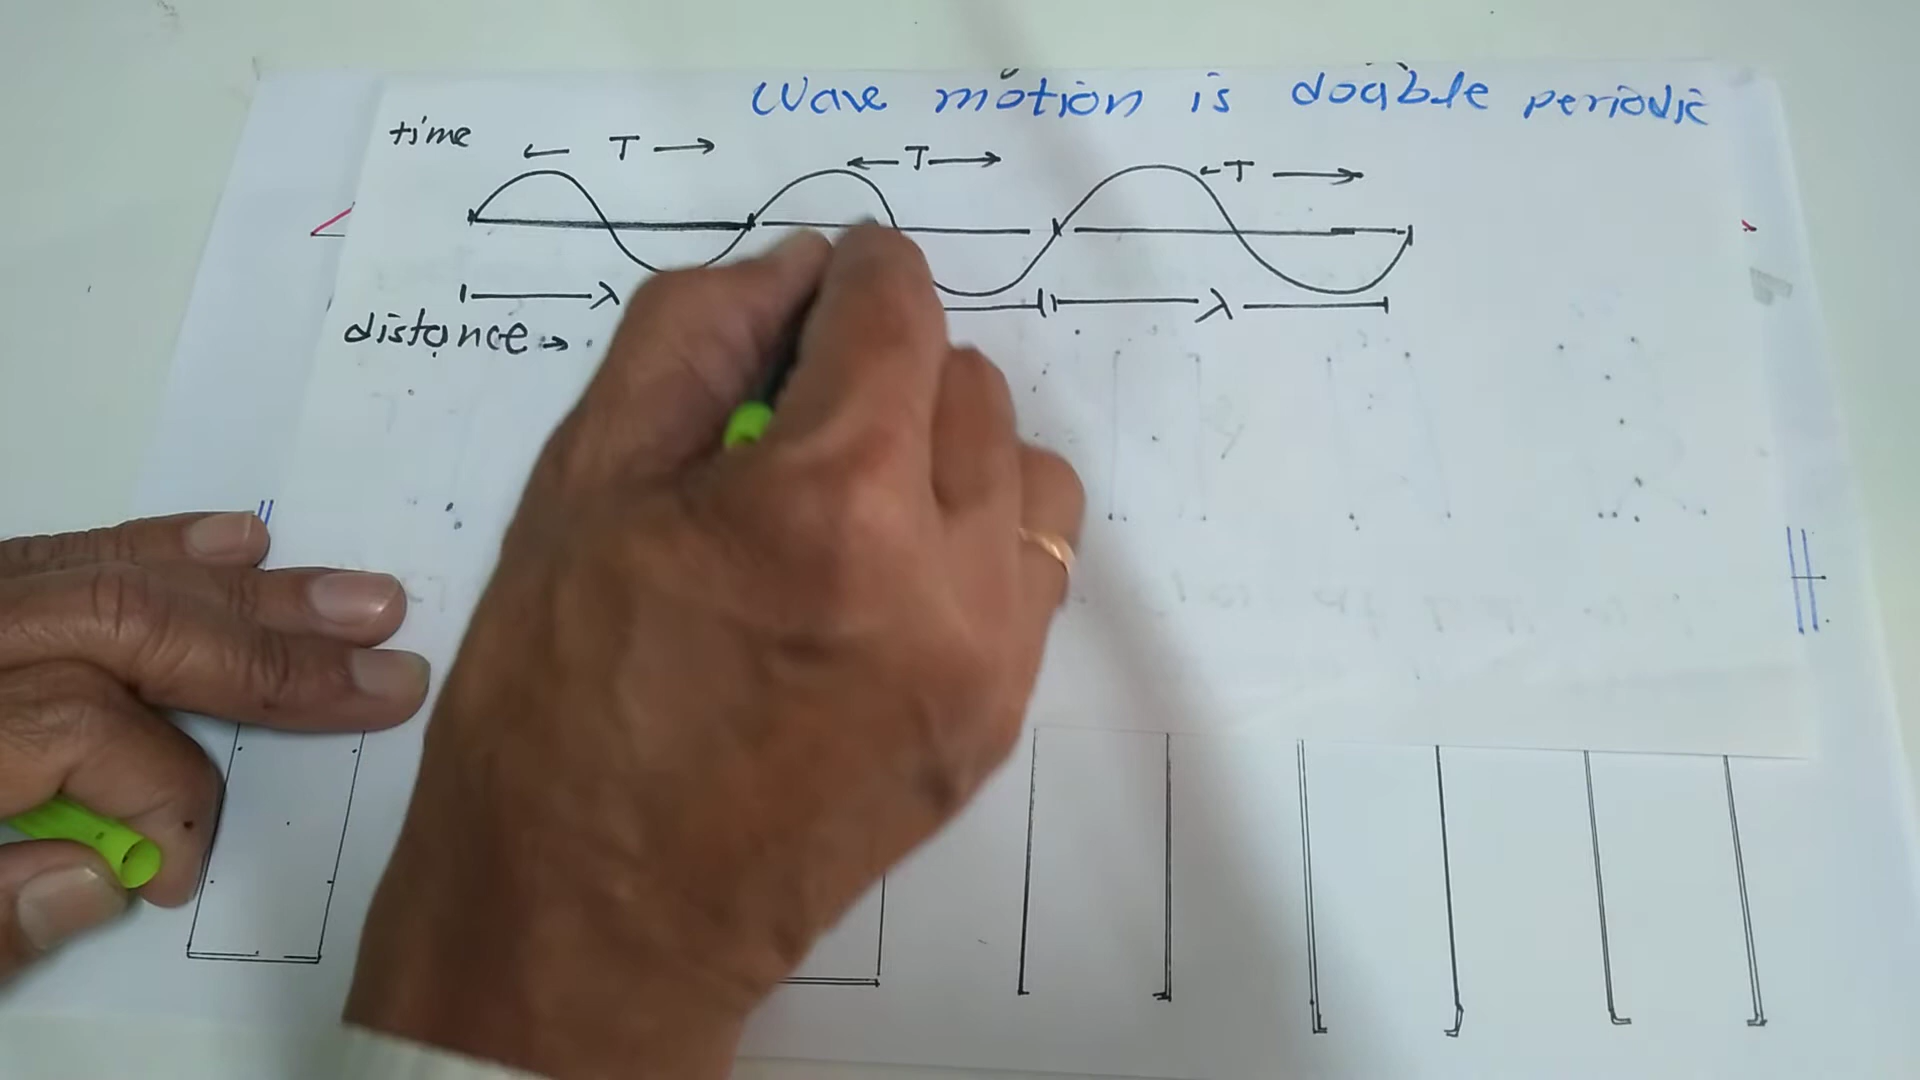 Wave motion is doable periodic
time
← T → ← T → ← T →
λ λ
distance →